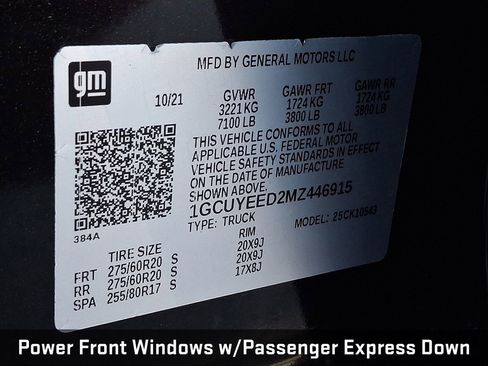 gm
MFD BY GENERAL MOTORS LLC
10/21 GVWR GAWR FRT GAWR RR
3221 KG 1724 KG 1724 KG
7100 LB 3800 LB 3800 LB
THIS VEHICLE CONFORMS TO ALL
APPLICABLE U.S. FEDERAL MOTOR
VEHICLE SAFETY STANDARDS IN EFFECT
ON THE DATE OF MANUFACTURE
1GCUYEED2MZ446915
TYPE: TRUCK MODEL: 25CK10543
384A
TIRE SIZE RIM
FRT 275/60R20 S 20X9J
RR 275/60R20 S 20X9J
SPA 255/80R17 S 17X8J
Power Front Windows w/Passenger Express Down